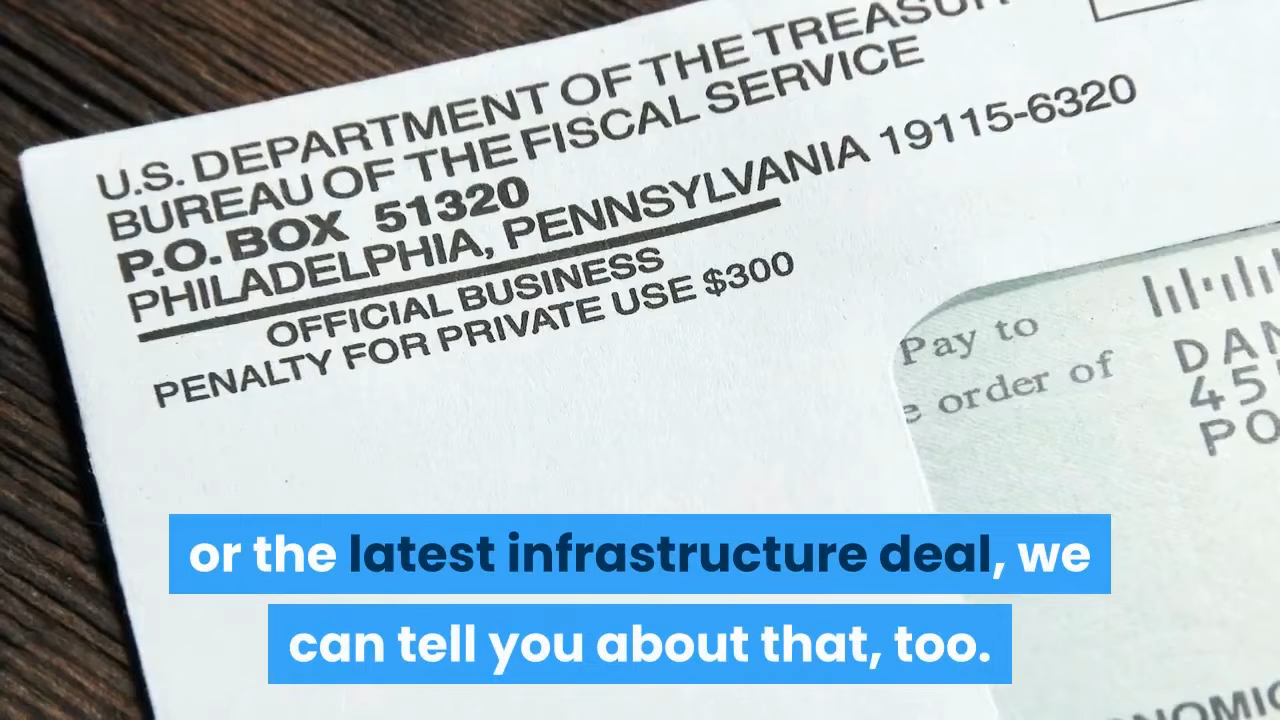 U.S. DEPARTMENT OF THE TREASUR
BUREAU OF THE FISCAL SERVICE
P.O. BOX 51320
PHILADELPHIA, PENNSYLVANIA 19115-6320
OFFICIAL BUSINESS
PENALTY FOR PRIVATE USE $300
Pay to
e order of
DAN
45
PO
NOMIC
or the latest infrastructure deal, we
can tell you about that, too.